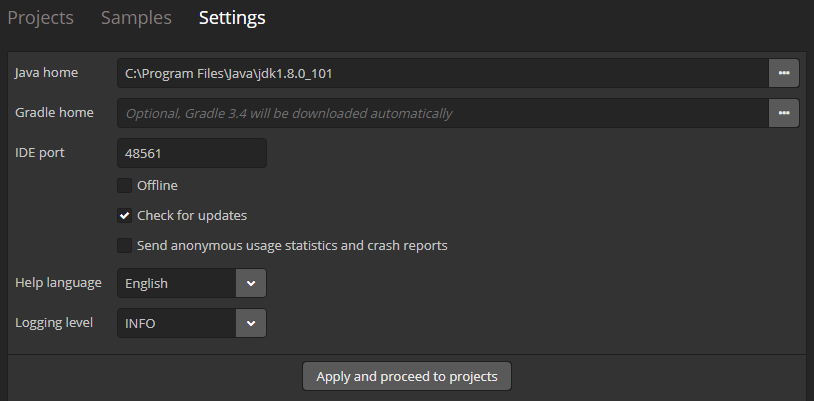 Projects Samples Settings
Java home C:\Program Files\Java\jdk1.8.0_101 •••
Gradle home Optional, Gradle 3.4 will be downloaded automatically •••
IDE port 48561
Offline
Check for updates
Send anonymous usage statistics and crash reports
Help language English
Logging level INFO
Apply and proceed to projects